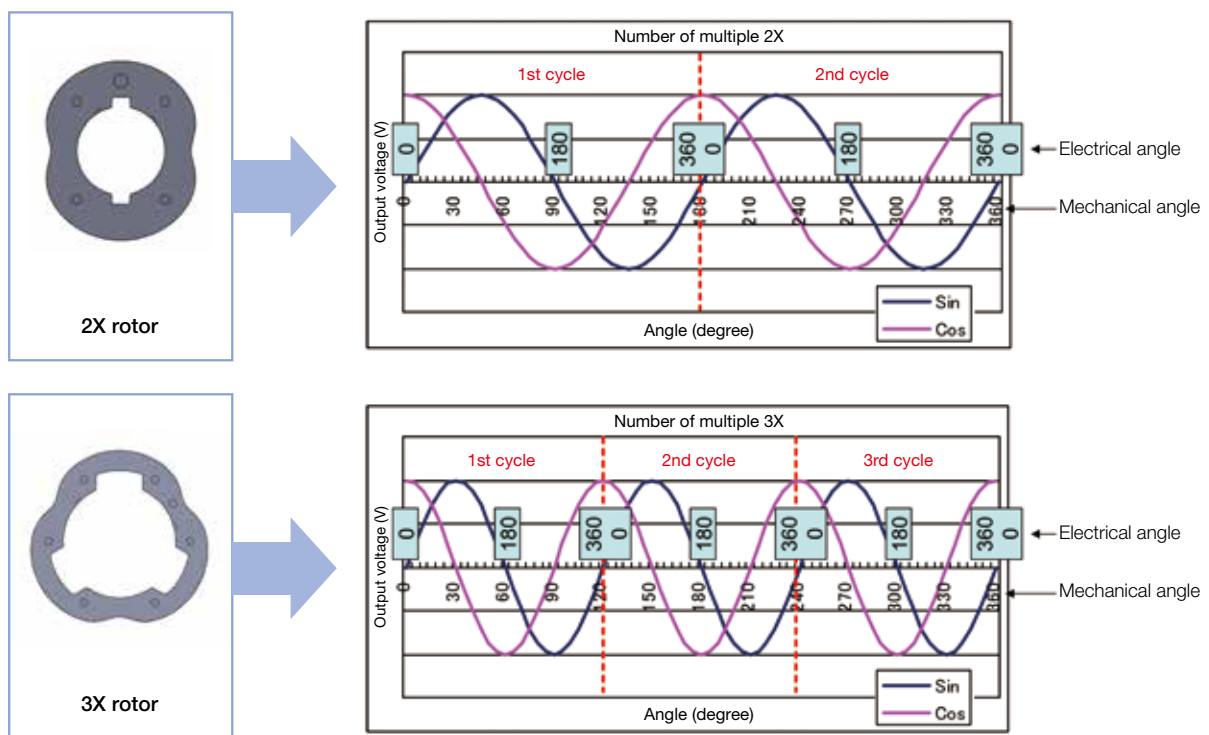 2X rotor
Number of multiple 2X
1st cycle
2nd cycle
Output voltage (V)
0
180
360
0
180
360
0
Electrical angle
0
30
60
90
120
150
180
210
240
270
300
330
360
Mechanical angle
Sin
Cos
Angle (degree)
3X rotor
Number of multiple 3X
1st cycle
2nd cycle
3rd cycle
Output voltage (V)
0
180
360
0
180
360
0
180
360
0
Electrical angle
0
30
60
90
120
150
180
210
240
270
300
330
360
Mechanical angle
Sin
Cos
Angle (degree)